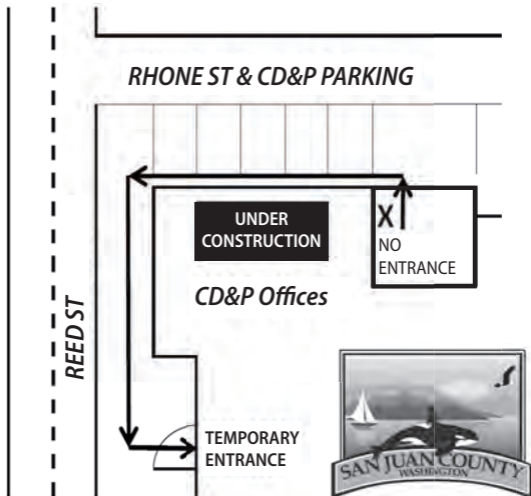 RHONE ST & CD&P PARKING
UNDER
CONSTRUCTION
X
NO
ENTRANCE
CD&P Offices
REED ST
TEMPORARY
ENTRANCE
SAN JUAN COUNTY
WASHINGTON